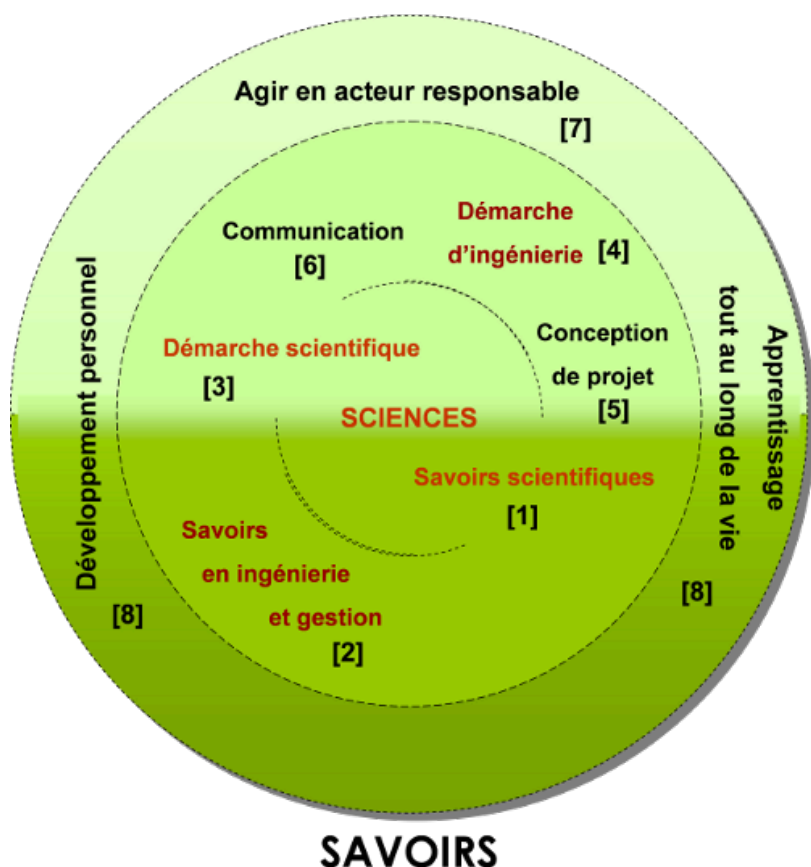 Agir en acteur responsable
[7]
Démarche
d'ingénierie [4]
Communication
[6]
Conception
de projet
[5]
Démarche scientifique
[3]
SCIENCES
Savoirs scientifiques
[1]
Savoirs
en ingénierie
et gestion
[2]
Développement personnel
[8]
Apprentissage
tout au long de la vie
[8]
SAVOIRS